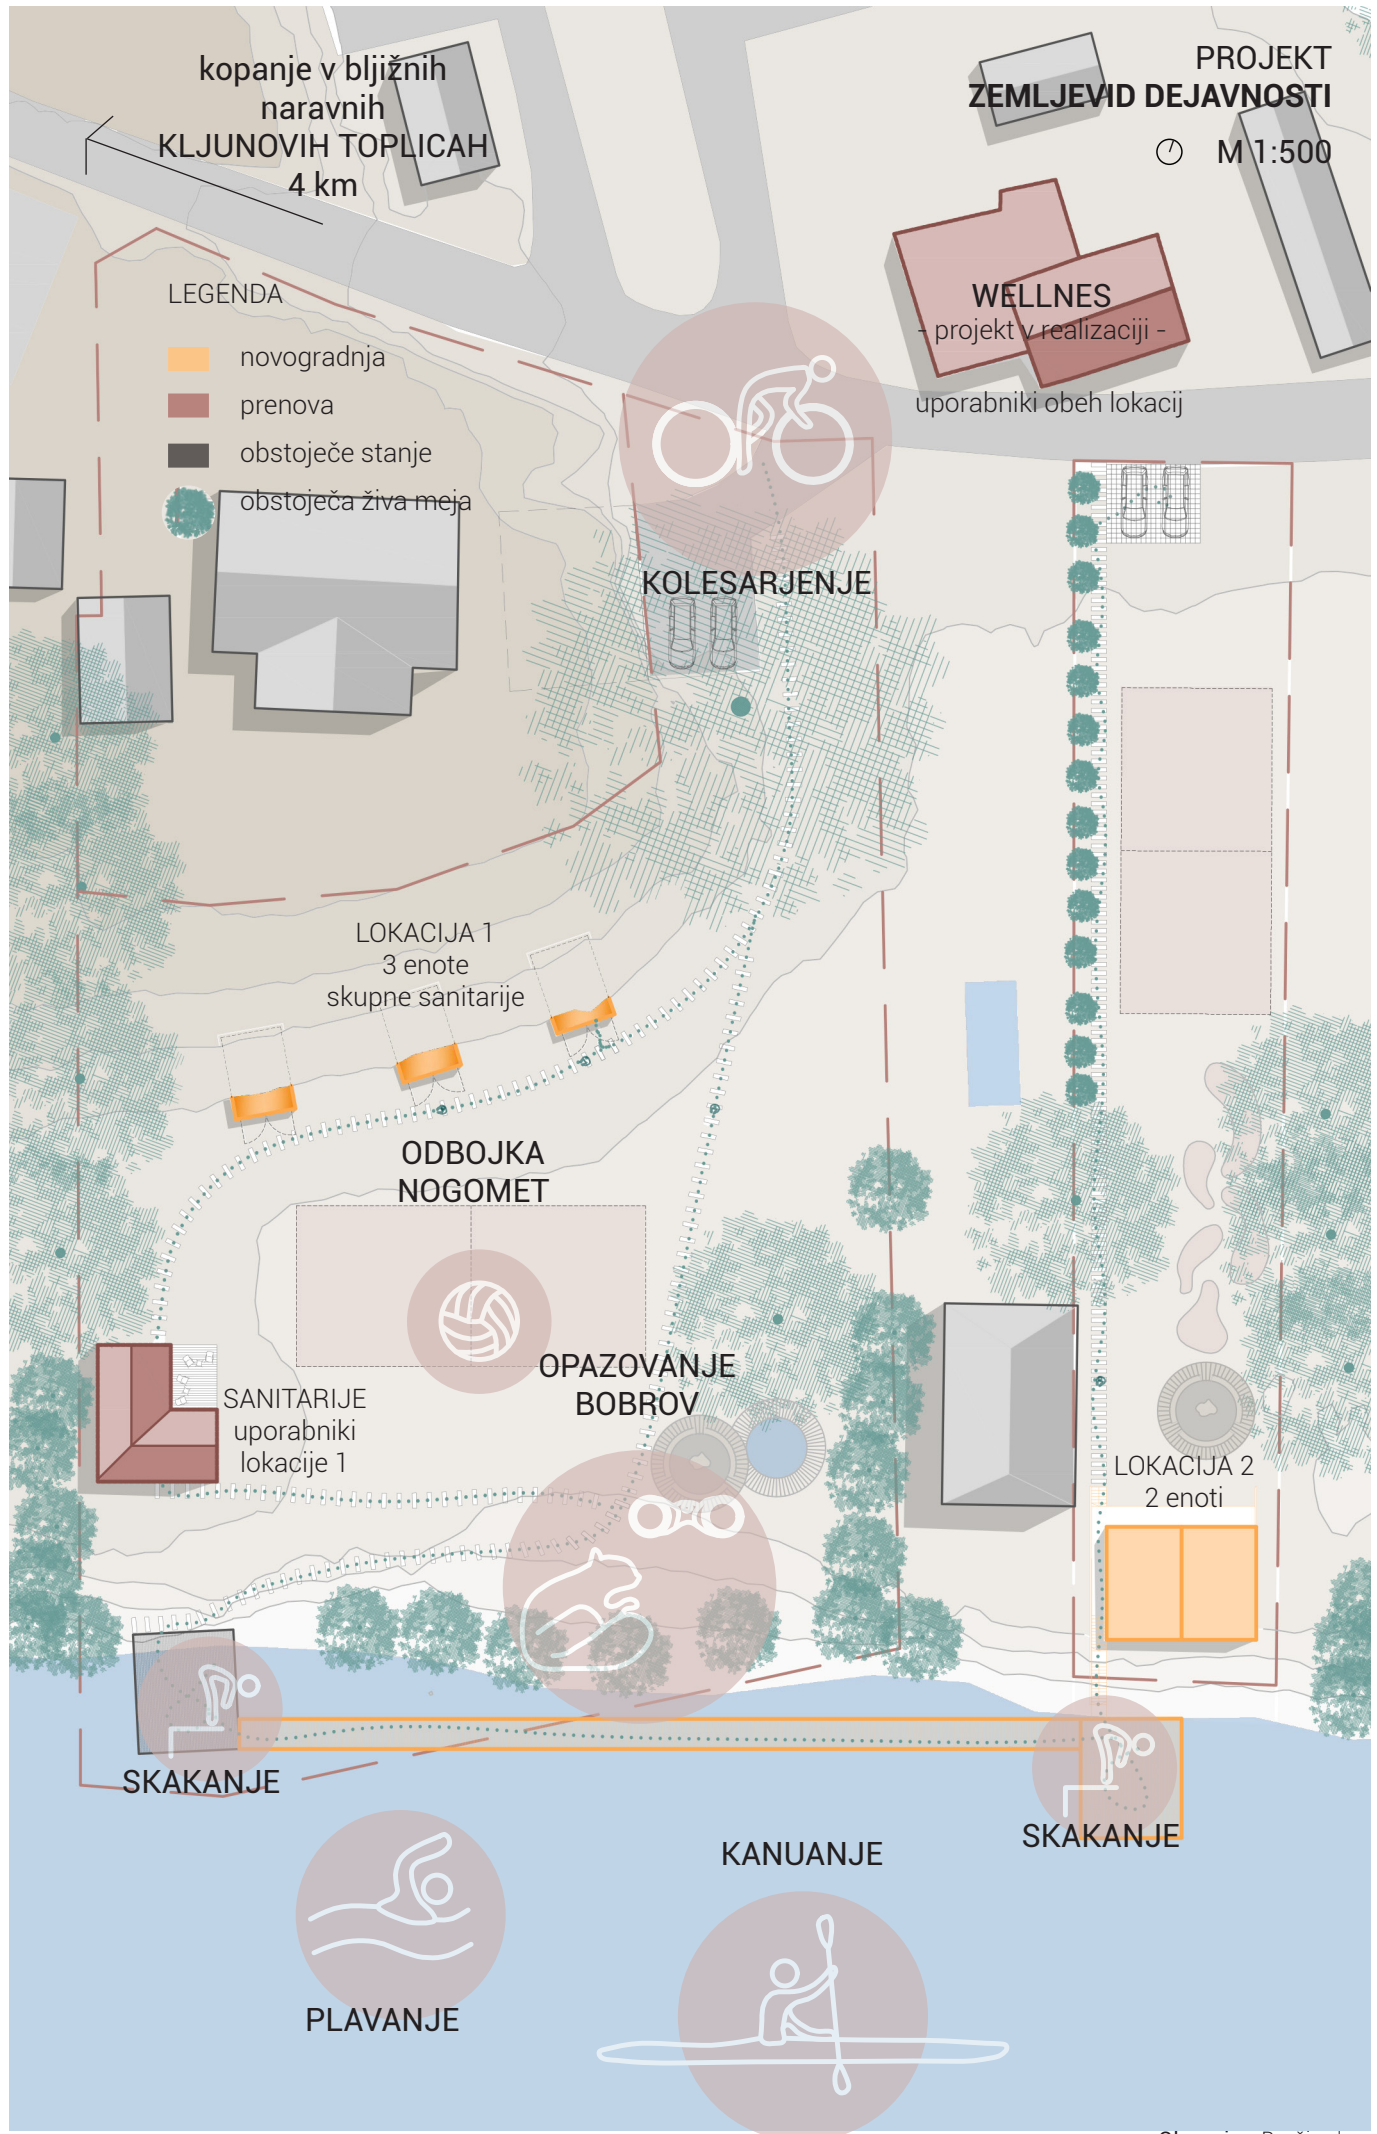 kopanje v bljižnih
naravnih
KLJUNOVIH TOPLICAH
4 km
PROJEKT
ZEMLJEVID DEJAVNOSTI
M 1:500
LEGENDA
novogradnja
prenova
obstoječe stanje
obstoječa živa meja
WELLNES
- projekt v realizaciji -
uporabniki obeh lokacij
KOLESARJENJE
LOKACIJA 1
3 enote
skupne sanitarije
ODBOJKA
NOGOMET
OPAZOVANJE
BOBROV
SANITARIJE
uporabniki
lokacije 1
LOKACIJA 2
2 enoti
SKAKANJE
SKAKANJE
KANUANJE
PLAVANJE